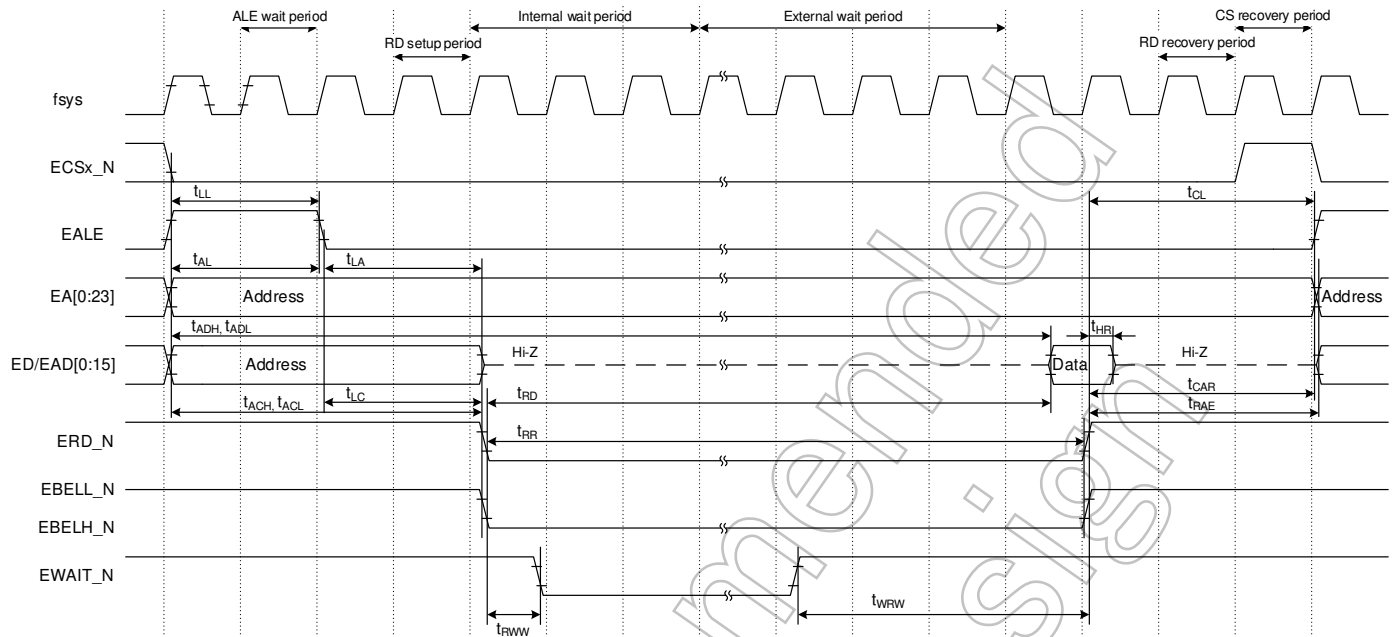 ALE wait period
Internal wait period
External wait period
CS recovery period
RD setup period
RD recovery period
fsys
ECSx_N
tLL
tCL
EALE
tAL
tLA
EA[0:23]
Address
Address
tADH, tADL
tHR
ED/EAD[0:15]
Address
Hi-Z
Data
Hi-Z
tLC
tRD
tCAR
tACH, tACL
tRAE
ERD_N
tRR
EBELL_N
EBELH_N
EWAIT_N
tRWW
tWRW
mended
sign